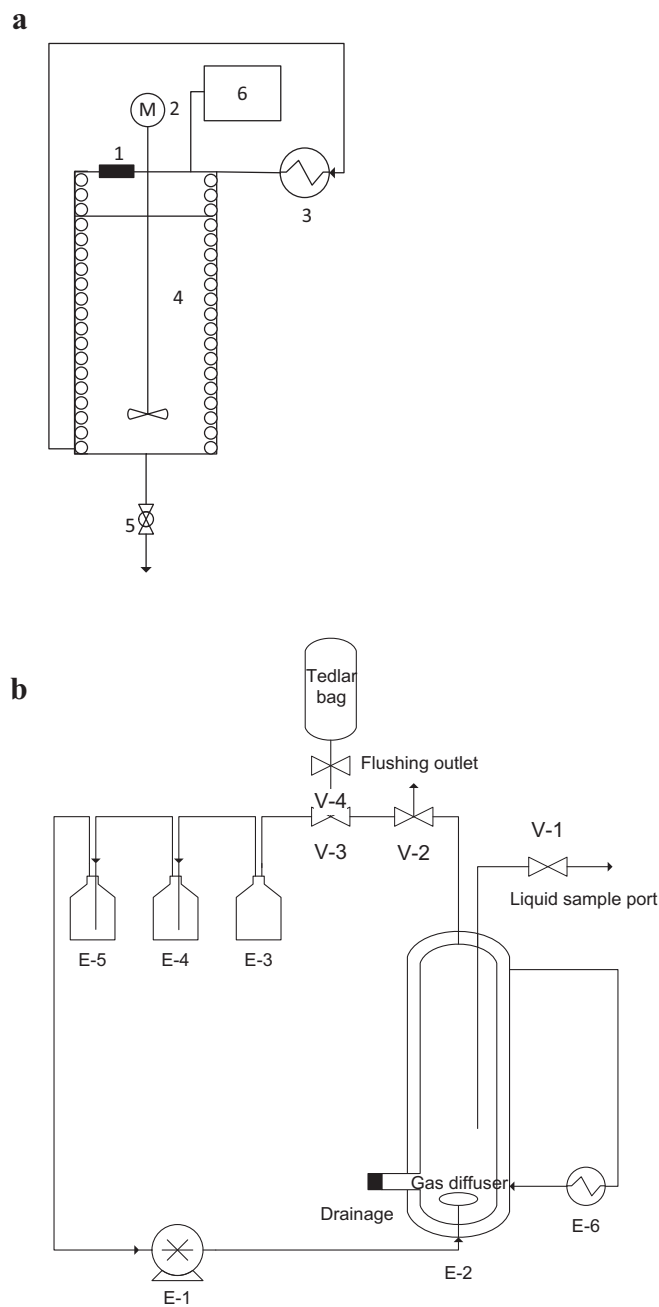 a
6
M 2
1
3
4
5
b
Tedlar
bag
Flushing outlet
V-4
V-3
V-2
V-1
Liquid sample port
E-5
E-4
E-3
Gas diffuser
Drainage
E-6
E-2
E-1